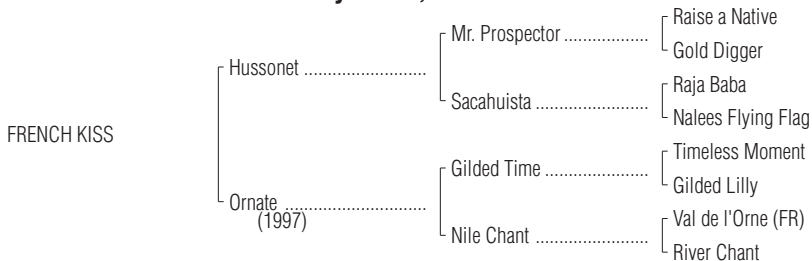 Raise a Native
Mr. Prospector ..................
Gold Digger
Hussonet ..........................
Raja Baba
Sacahuista ........................
Nalees Flying Flag
FRENCH KISS
Timeless Moment
Gilded Time ......................
Gilded Lilly
Ornate ..............................
(1997)
Val de l'Orne (FR)
Nile Chant ........................
River Chant